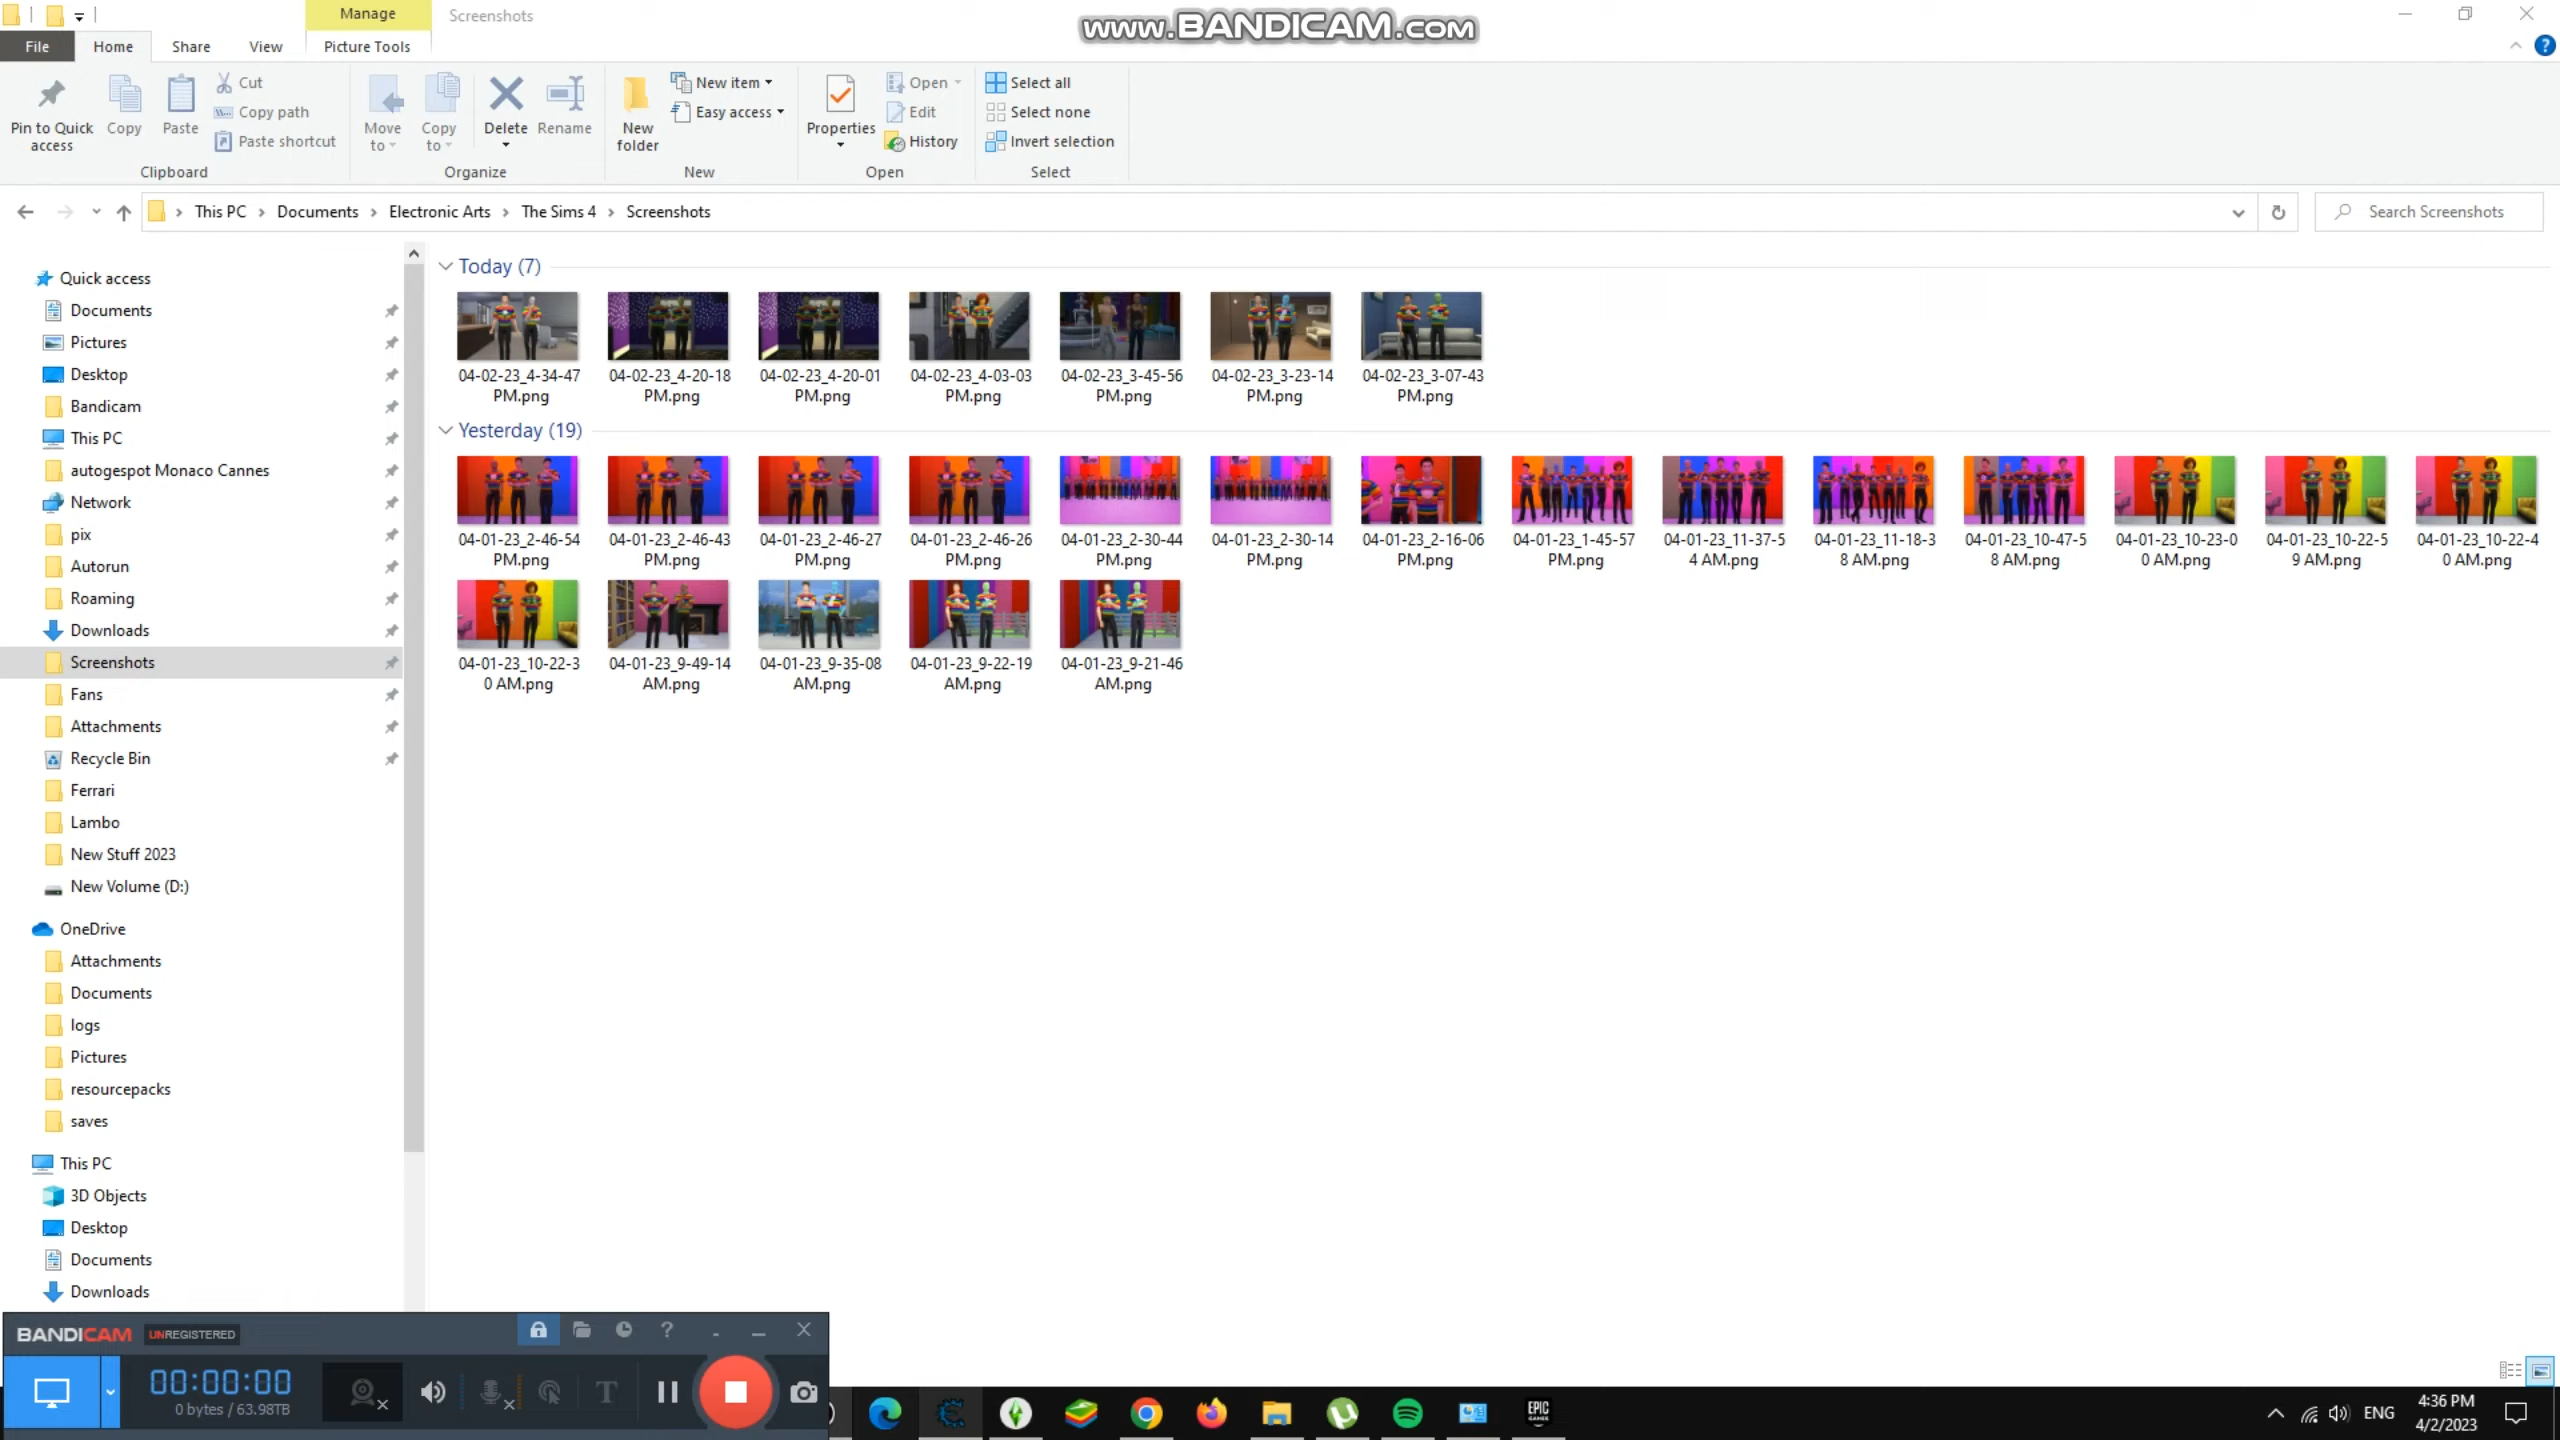 Manage
Screenshots
www.BANDICAM.com
File
Home
Share
View
Picture Tools
Pin to Quick access
Copy
Paste
Cut
Copy path
Paste shortcut
Move to
Copy to
Delete
Rename
New folder
New item
Easy access
Properties
Open
Edit
History
Select all
Select none
Invert selection
Clipboard
Organize
New
Open
Select
This PC > Documents > Electronic Arts > The Sims 4 > Screenshots
Search Screenshots
Quick access
Documents
Pictures
Desktop
Bandicam
This PC
autogespot Monaco Cannes
Network
pix
Autorun
Roaming
Downloads
Screenshots
Fans
Attachments
Recycle Bin
Ferrari
Lambo
New Stuff 2023
New Volume (D:)
OneDrive
Attachments
Documents
logs
Pictures
resourcepacks
saves
This PC
3D Objects
Desktop
Documents
Downloads
Today (7)
04-02-23_4-34-47 PM.png
04-02-23_4-20-18 PM.png
04-02-23_4-20-01 PM.png
04-02-23_4-03-03 PM.png
04-02-23_3-45-56 PM.png
04-02-23_3-23-14 PM.png
04-02-23_3-07-43 PM.png
Yesterday (19)
04-01-23_2-46-54 PM.png
04-01-23_2-46-43 PM.png
04-01-23_2-46-27 PM.png
04-01-23_2-46-26 PM.png
04-01-23_2-30-44 PM.png
04-01-23_2-30-14 PM.png
04-01-23_2-16-06 PM.png
04-01-23_1-45-57 PM.png
04-01-23_11-37-54 AM.png
04-01-23_11-18-38 AM.png
04-01-23_10-47-58 AM.png
04-01-23_10-23-00 AM.png
04-01-23_10-22-59 AM.png
04-01-23_10-22-40 AM.png
04-01-23_10-22-30 AM.png
04-01-23_9-49-14 AM.png
04-01-23_9-35-08 AM.png
04-01-23_9-22-19 AM.png
04-01-23_9-21-46 AM.png
BANDICAM UNREGISTERED
00:00:00
0 bytes / 63.98TB
T
EPIC GAMES
ENG
4:36 PM
4/2/2023